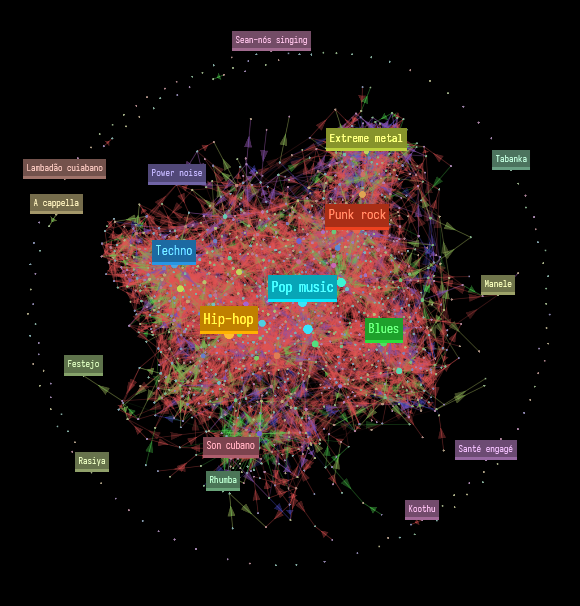 Sean-nós singing
Extreme metal
Tabanka
Lambadão cuiabano
Power noise
A cappella
Punk rock
Techno
Manele
Pop music
Hip-hop
Blues
Festejo
Son cubano
Santé engagé
Rasiya
Rhumba
Koothu